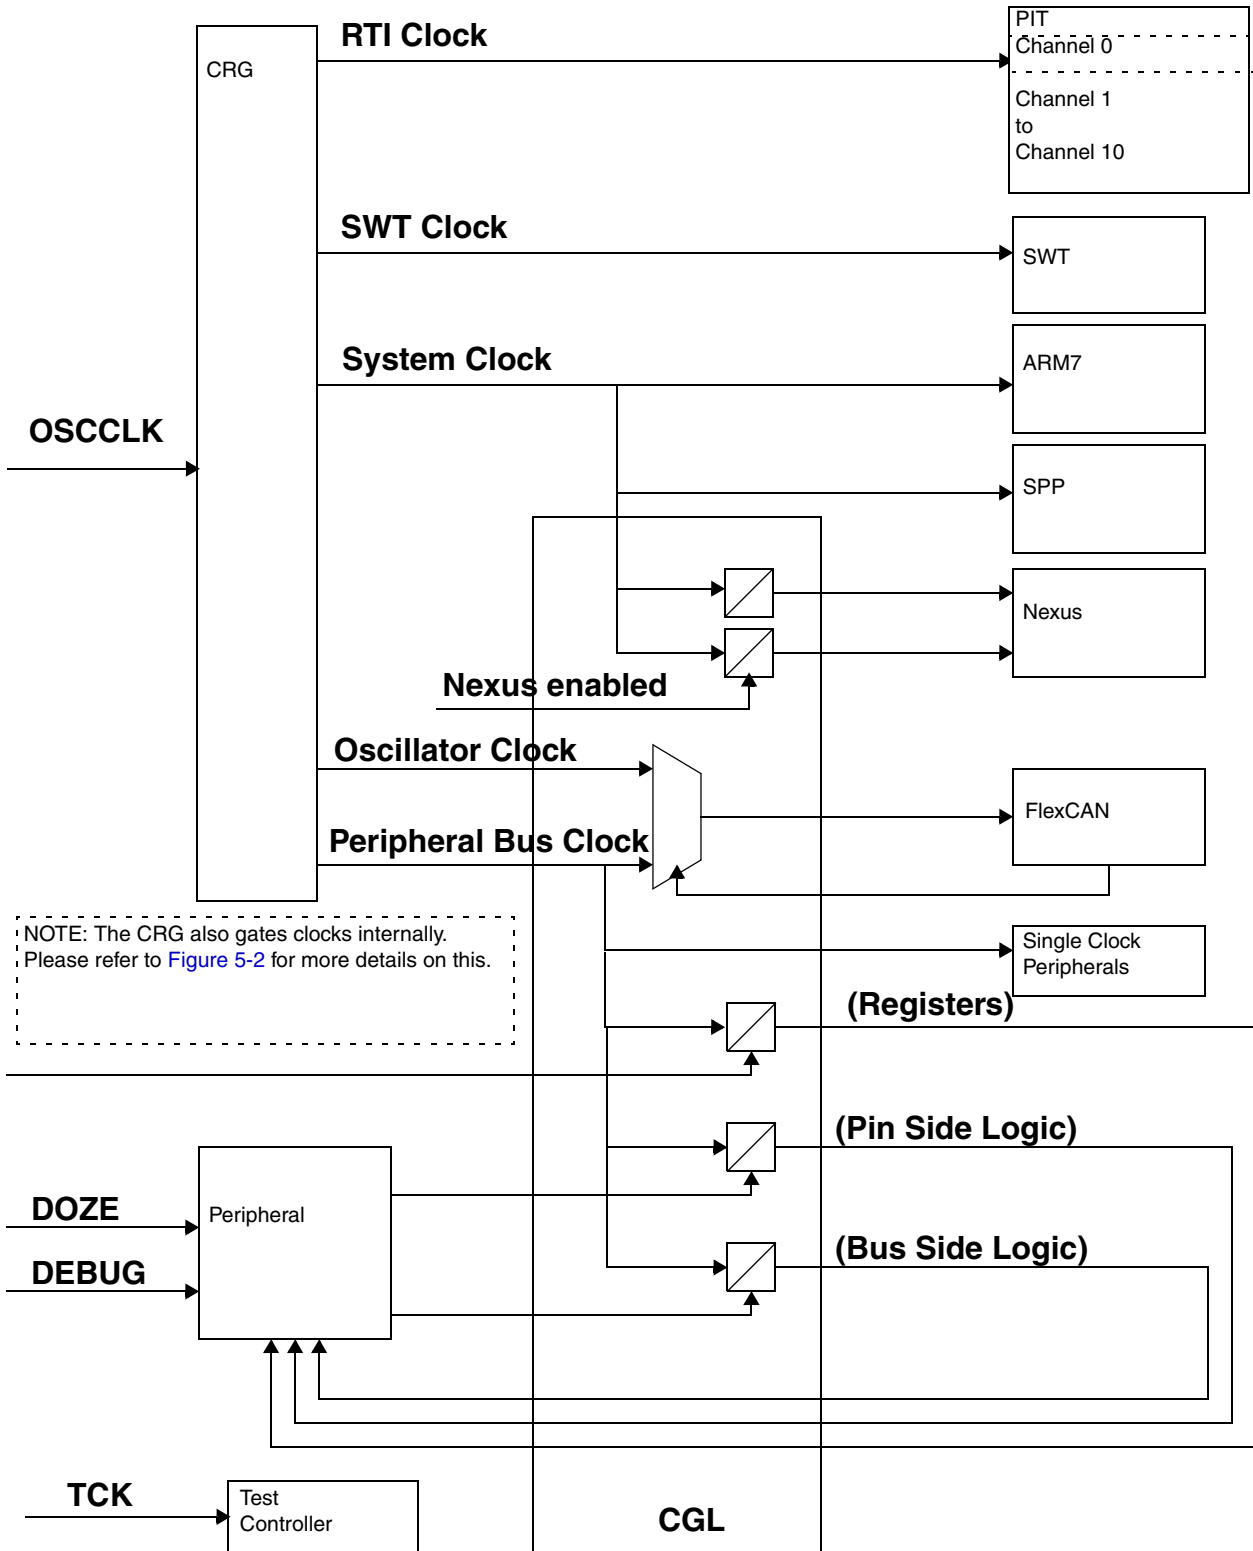 RTI Clock
PIT
Channel 0
CRG
Channel 1
to
Channel 10
SWT Clock
SWT
System Clock
ARM7
OSCCLK
SPP
Nexus
Nexus enabled
Oscillator Clock
FlexCAN
Peripheral Bus Clock
NOTE: The CRG also gates clocks internally.
Please refer to Figure 5-2 for more details on this.
Single Clock
Peripherals
(Registers)
(Pin Side Logic)
DOZE
Peripheral
(Bus Side Logic)
DEBUG
TCK
Test
Controller
CGL